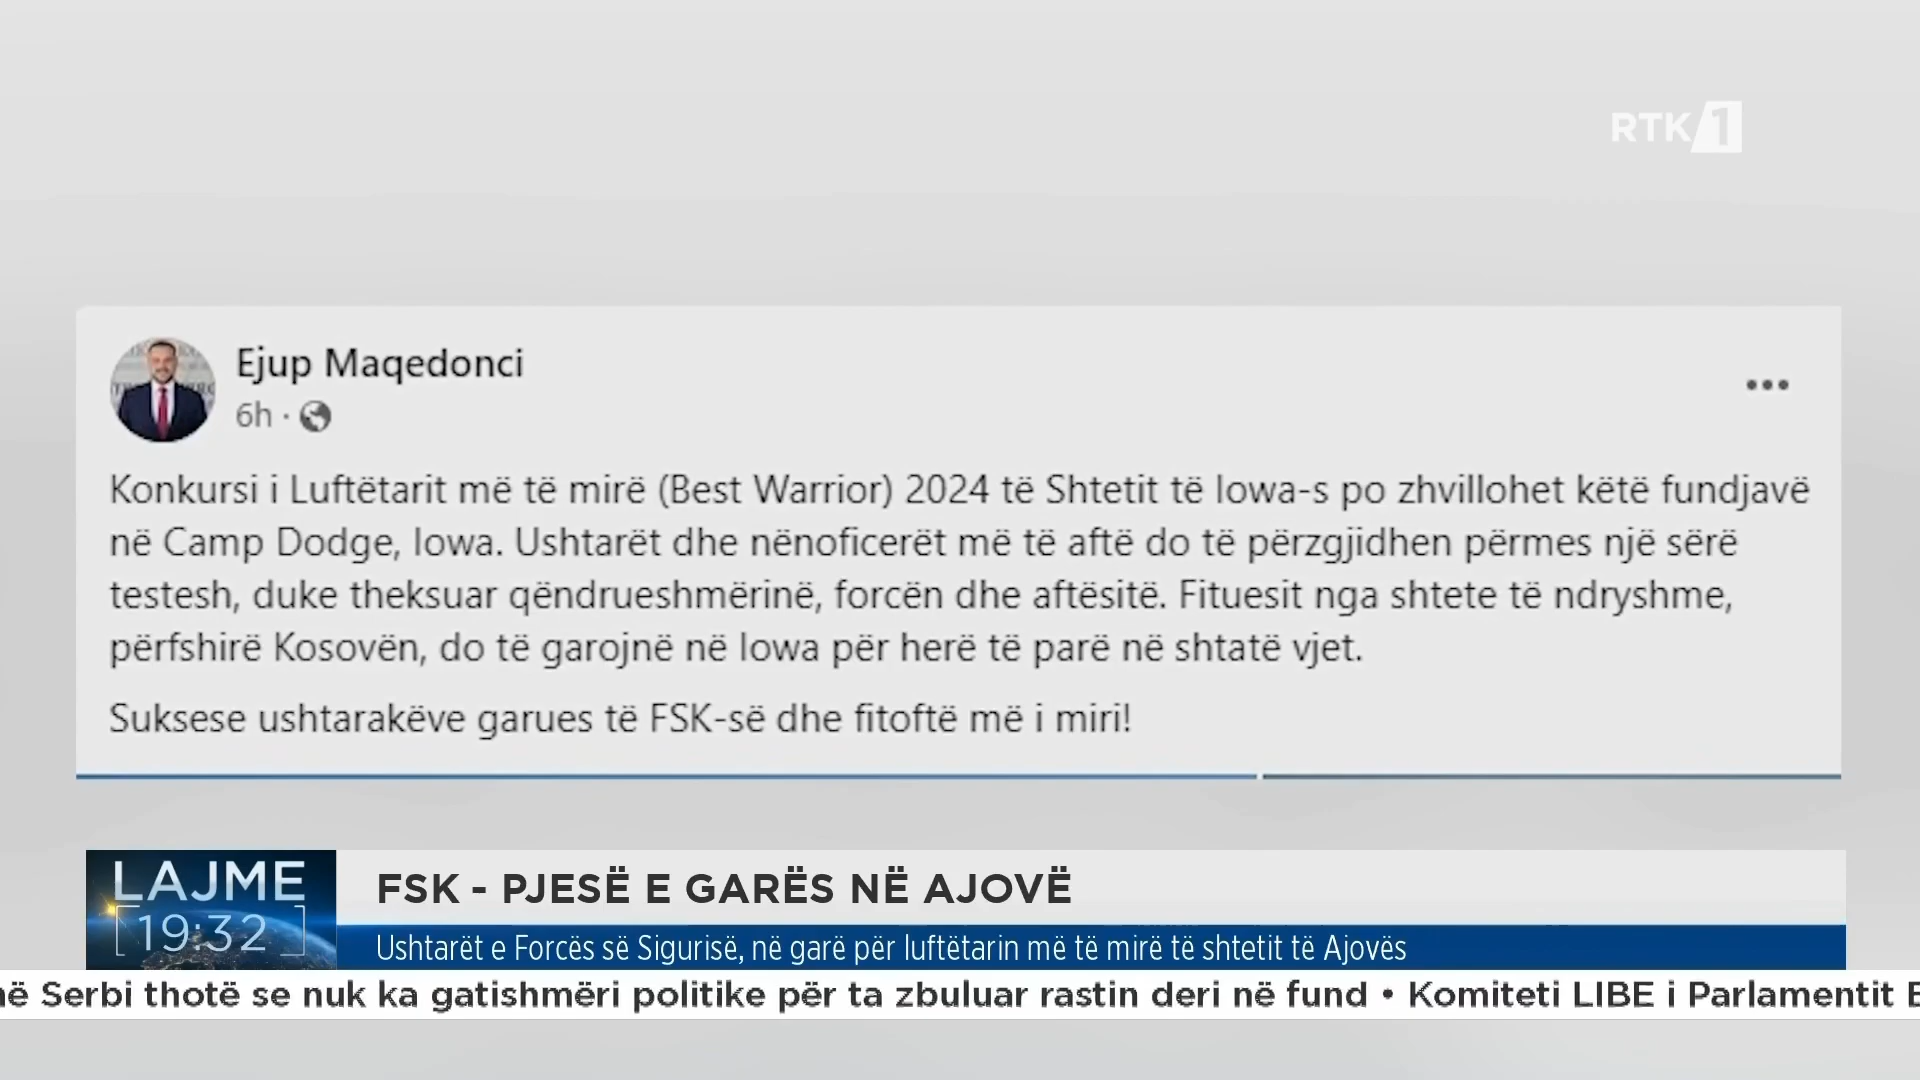 RTK 1
Ejup Maqedonci
6h ·
Konkursi i Luftëtarit më të mirë (Best Warrior) 2024 të Shtetit të Iowa-s po zhvillohet këtë fundjavë
në Camp Dodge, Iowa. Ushtarët dhe nënoficerët më të aftë do të përzgjidhen përmes një sërë
testesh, duke theksuar qëndrueshmërinë, forcën dhe aftësitë. Fituesit nga shtete të ndryshme,
përfshirë Kosovën, do të garojnë në Iowa për herë të parë në shtatë vjet.
Suksese ushtarakëve garues të FSK-së dhe fitoftë më i miri!
LAJME
19:32
FSK - PJESË E GARËS NË AJOVË
Ushtarët e Forcës së Sigurisë, në garë për luftëtarin më të mirë të shtetit të Ajovës
në Serbi thotë se nuk ka gatishmëri politike për ta zbuluar rastin deri në fund • Komiteti LIBE i Parlamentit